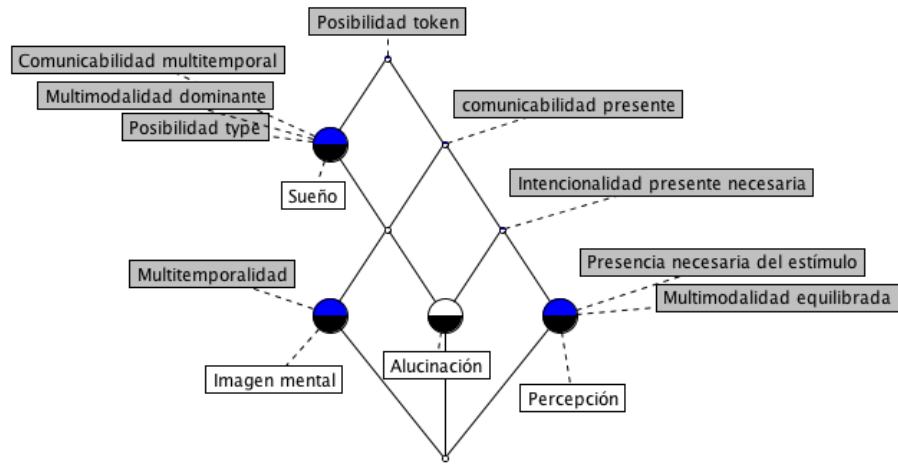 Posibilidad token
Comunicabilidad multitemporal
Multimodalidad dominante
Posibilidad type
comunicabilidad presente
Sueño
Intencionalidad presente necesaria
Multitemporalidad
Presencia necesaria del estímulo
Multimodalidad equilibrada
Imagen mental
Alucinación
Percepción